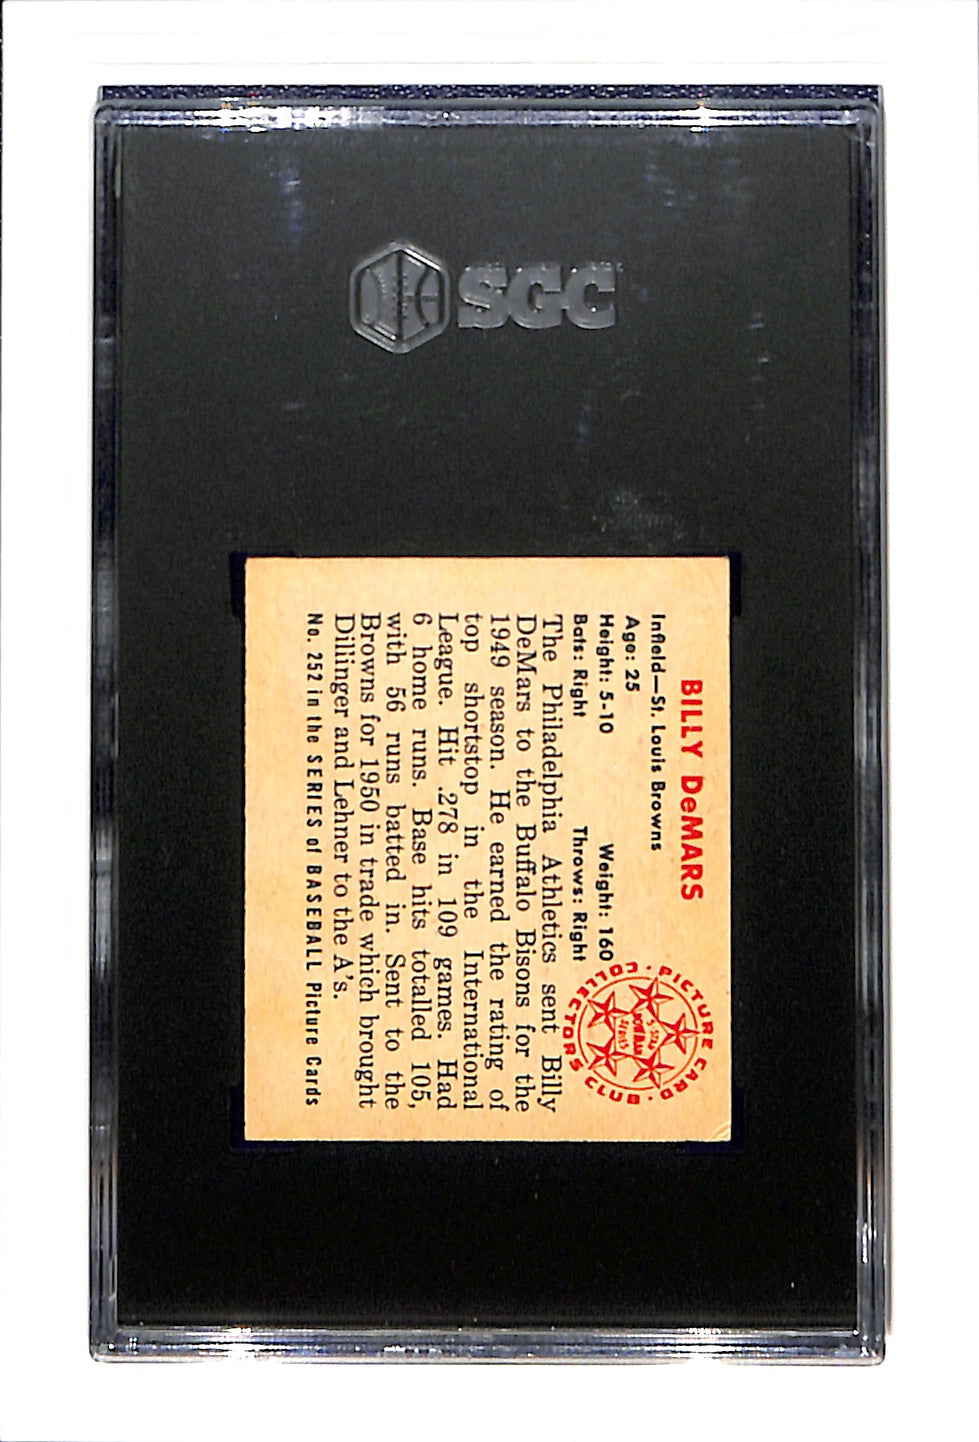 SGC
BILLY DeMARS
Infield—St. Louis Browns
Age: 25
Height: 5-10 Weight: 160
Bats: Right Throws: Right
PICTURE CARD COLLECTORS CLUB
5-STAR
BOWMAN
SERIES
The Philadelphia Athletics sent Billy
DeMars to the Buffalo Bisons for the
1949 season. He earned the rating of
top shortstop in the International
League. Hit .278 in 109 games. Had
6 home runs. Base hits totalled 105,
with 56 runs batted in. Sent to the
Browns for 1950 in trade which brought
Dillinger and Lehner to the A's.
No. 252 in the SERIES of BASEBALL Picture Cards